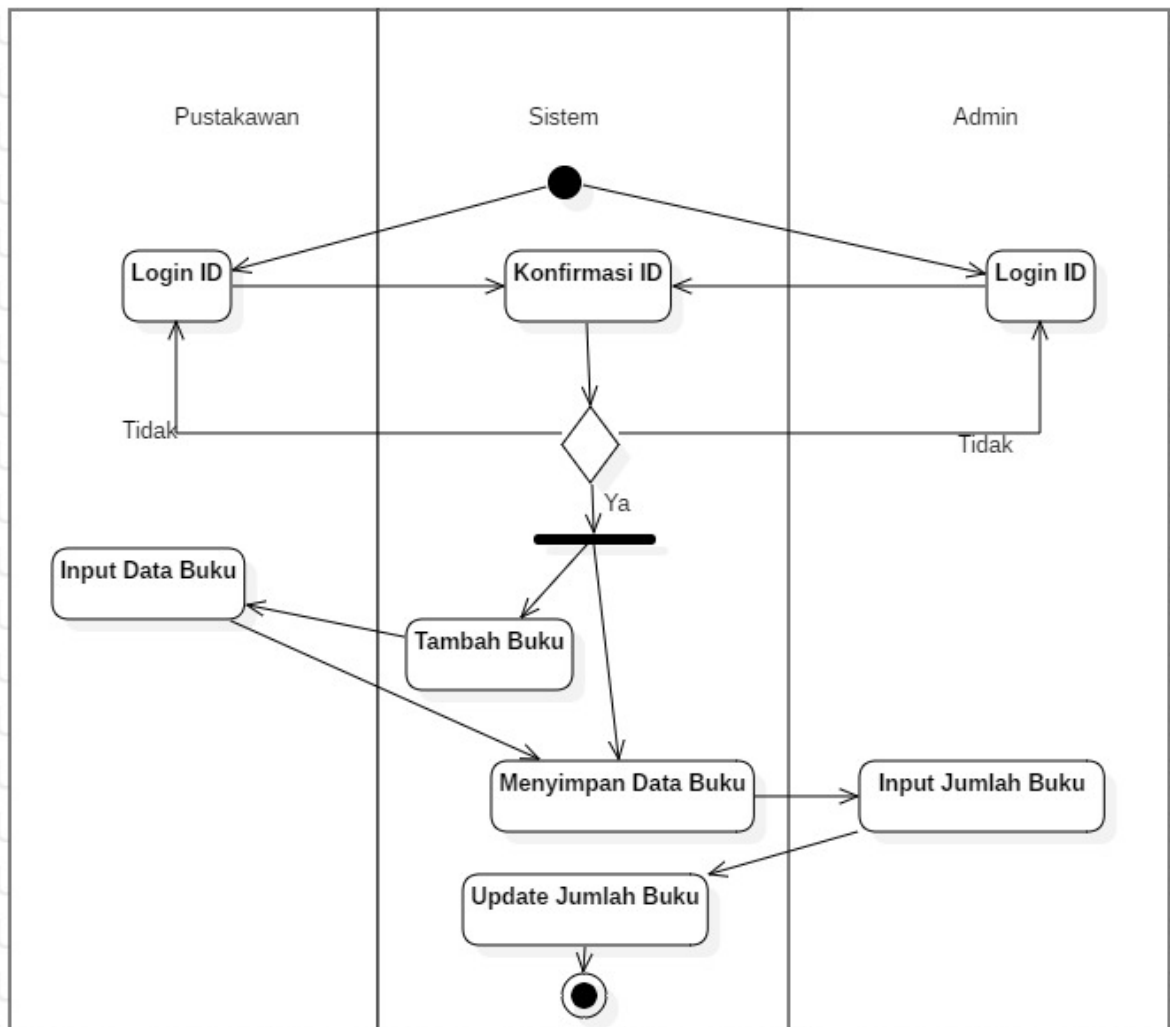 Pustakawan
Sistem
Admin
Login ID
Konfirmasi ID
Login ID
Tidak
Tidak
Ya
Input Data Buku
Tambah Buku
Menyimpan Data Buku
Input Jumlah Buku
Update Jumlah Buku